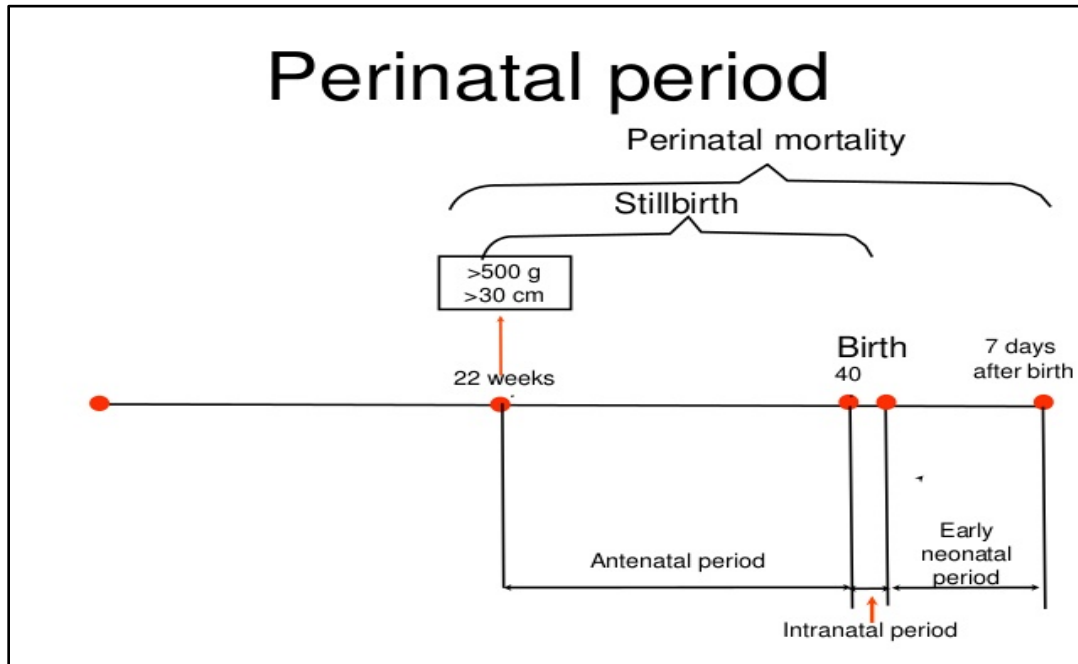 Perinatal period
Perinatal mortality
Stillbirth
>500 g
>30 cm
22 weeks
Birth
40
7 days
after birth
Antenatal period
Early
neonatal
period
Intranatal period